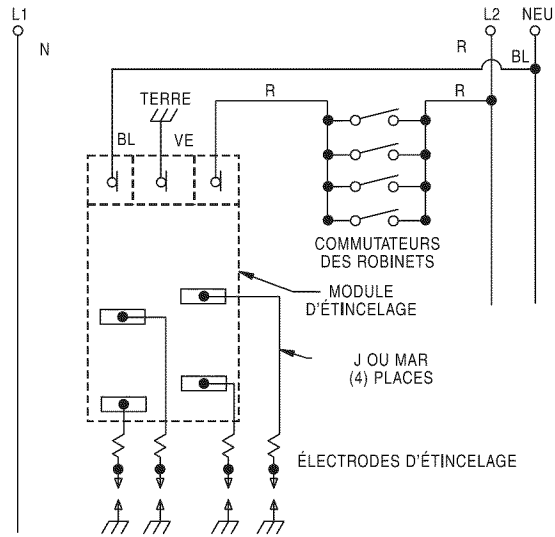 L1
L2
NEU
N
R
BL
TERRE
R
R
BL
VE
COMMUTATEURS
DES ROBINETS
MODULE
D'ÉTINCELAGE
J OU MAR
(4) PLACES
ÉLECTRODES D'ÉTINCELAGE